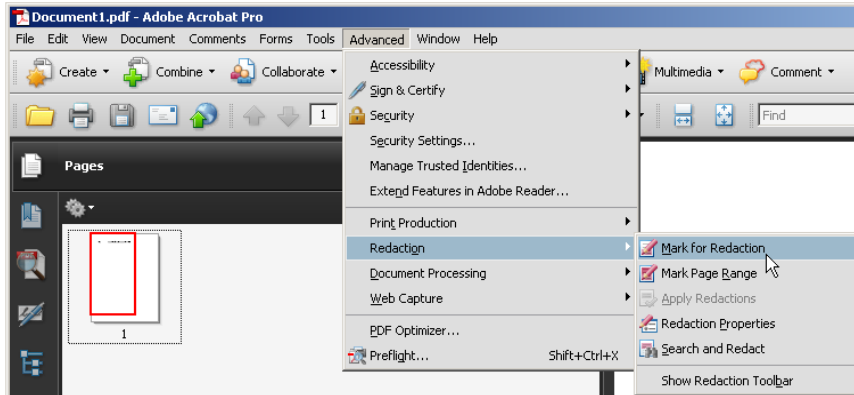 Document1.pdf - Adobe Acrobat Pro
File Edit View Document Comments Forms Tools Advanced Window Help
Create Combine Collaborate Multimedia Comment
1 Find
Pages
1
Accessibility
Sign & Certify
Security
Security Settings...
Manage Trusted Identities...
Extend Features in Adobe Reader...
Print Production
Redaction
Document Processing
Web Capture
PDF Optimizer...
Preflight... Shift+Ctrl+X
Mark for Redaction
Mark Page Range
Apply Redactions
Redaction Properties
Search and Redact
Show Redaction Toolbar